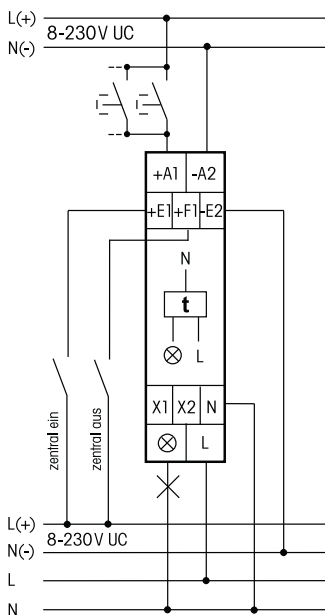 L(+)
8-230V UC
N(-)
+A1 -A2
+E1 +F1 -E2
N
t
L
X1 X2 N
L
zentral ein
zentral aus
L(+)
8-230V UC
N(-)
L
N